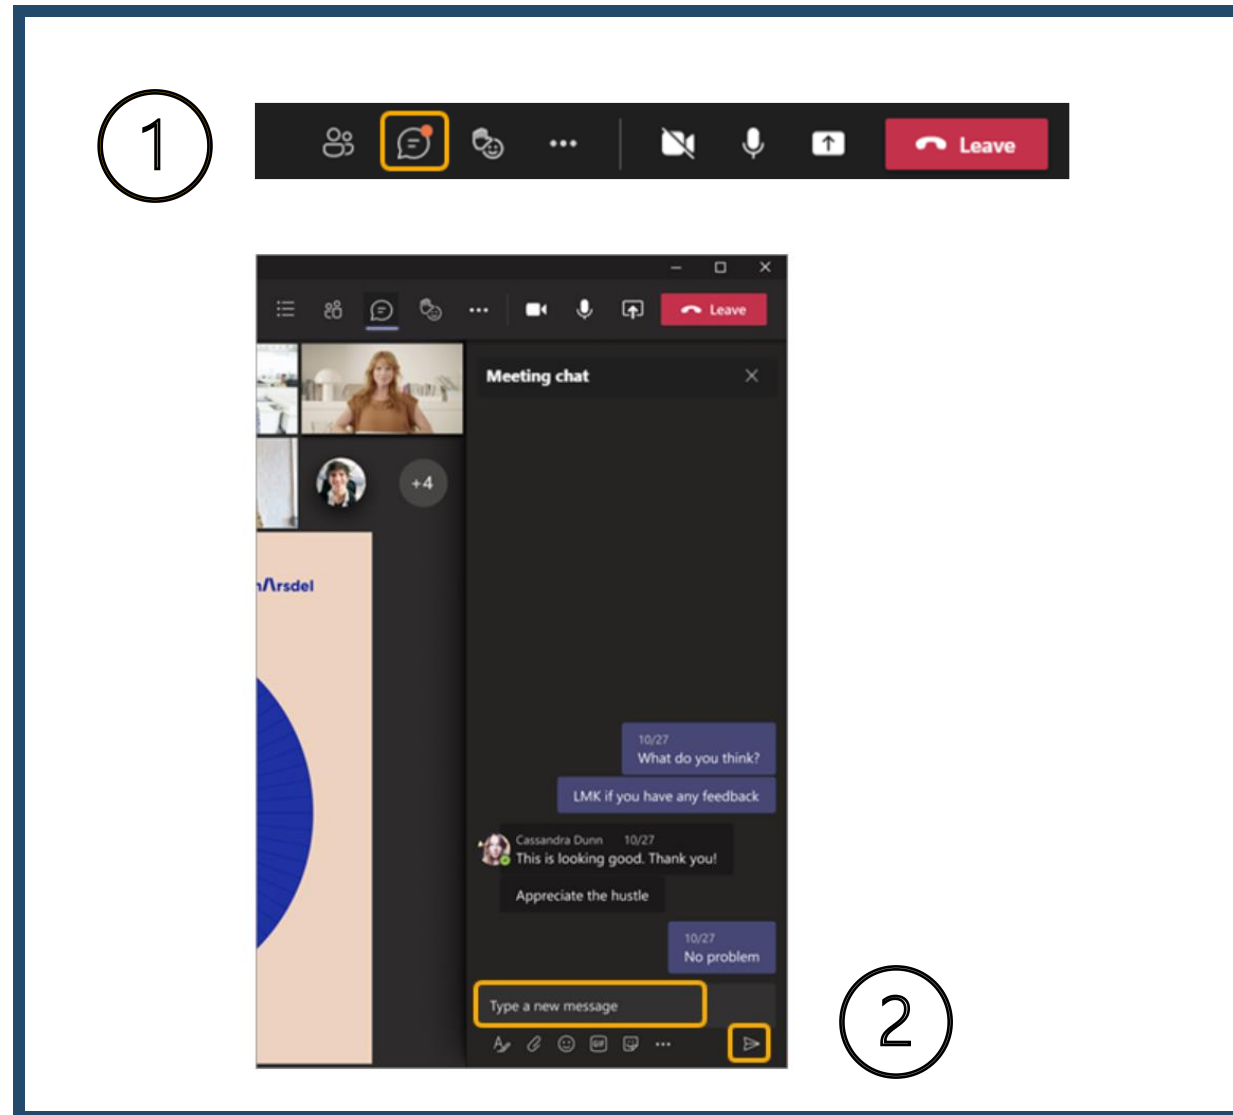 1
Leave
Leave
Meeting chat
+4
Arsdel
10/27
What do you think?
LMK if you have any feedback
Cassandra Dunn 10/27
This is looking good. Thank you!
Appreciate the hustle
10/27
No problem
Type a new message
GIF
2